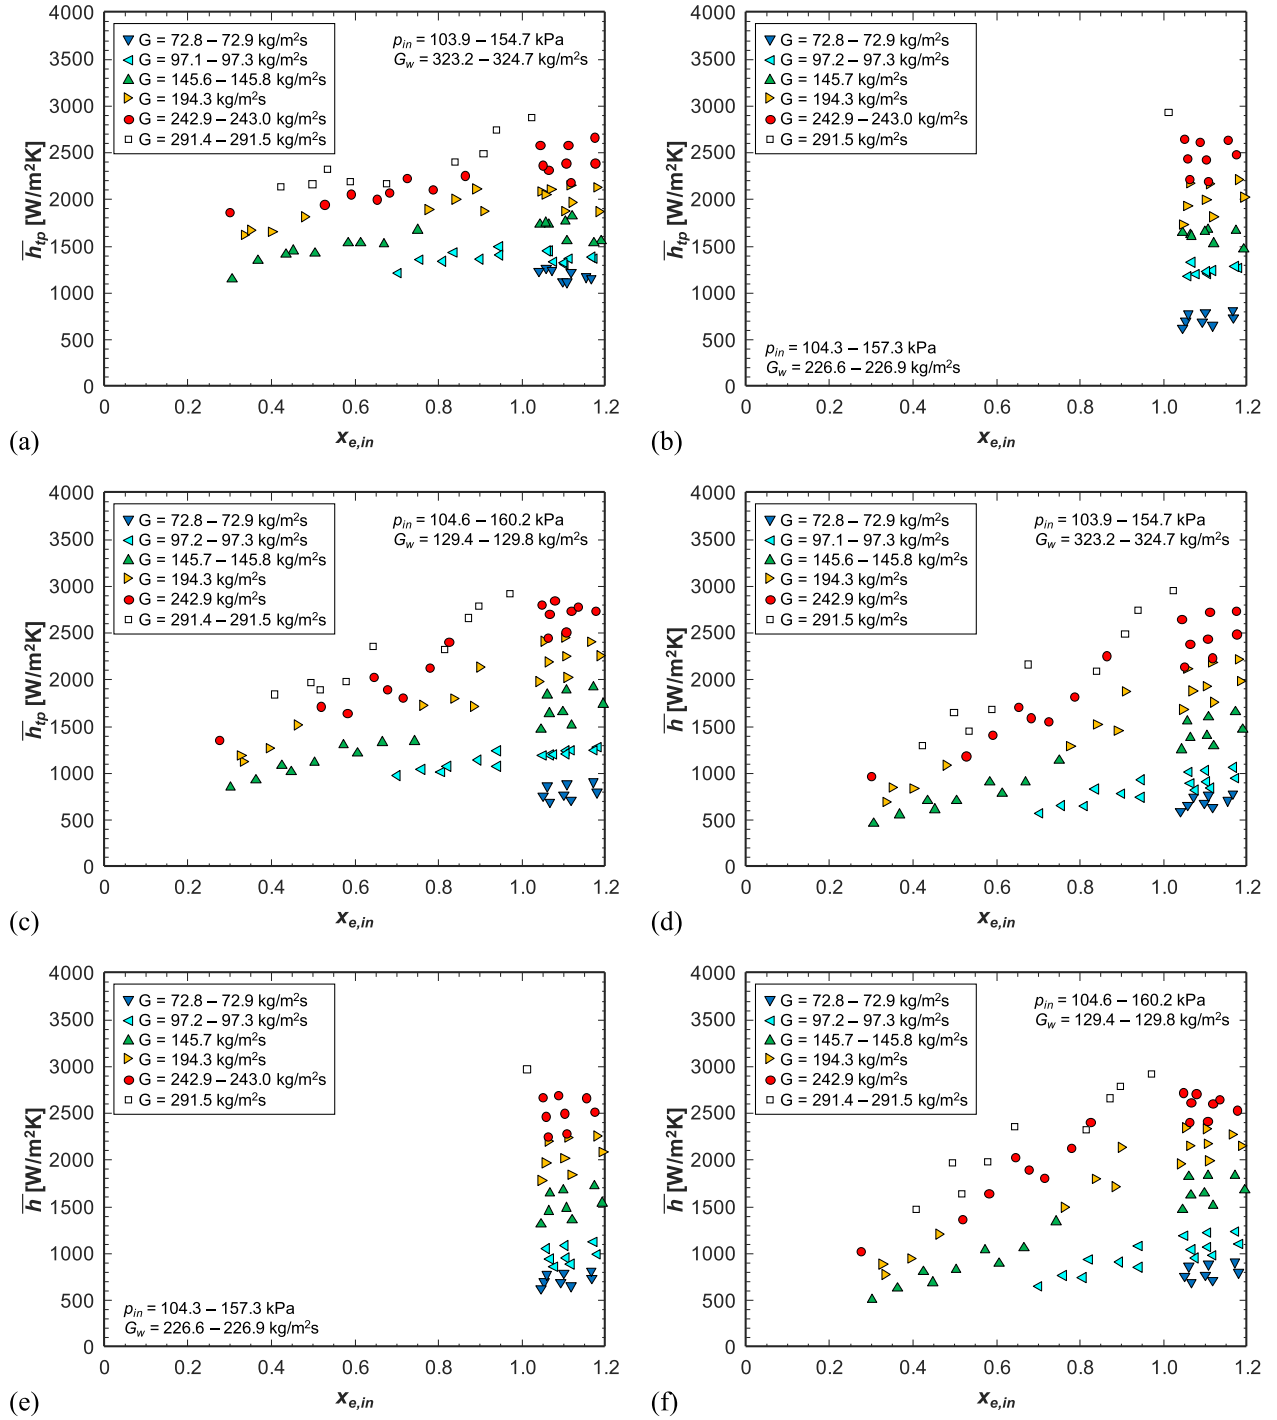 4000
3500
3000
2500
2000
1500
1000
500
0
h̅tp [W/m²K]
G = 72.8 – 72.9 kg/m²s
G = 97.1 – 97.3 kg/m²s
G = 145.6 – 145.8 kg/m²s
G = 194.3 kg/m²s
G = 242.9 – 243.0 kg/m²s
G = 291.4 – 291.5 kg/m²s
pin = 103.9 – 154.7 kPa
Gw = 323.2 – 324.7 kg/m²s
0 0.2 0.4 0.6 0.8 1.0 1.2
xe,in
(a)
4000
3500
3000
2500
2000
1500
1000
500
0
h̅tp [W/m²K]
G = 72.8 – 72.9 kg/m²s
G = 97.2 – 97.3 kg/m²s
G = 145.7 kg/m²s
G = 194.3 kg/m²s
G = 242.9 – 243.0 kg/m²s
G = 291.5 kg/m²s
pin = 104.3 – 157.3 kPa
Gw = 226.6 – 226.9 kg/m²s
0 0.2 0.4 0.6 0.8 1.0 1.2
xe,in
(b)
4000
3500
3000
2500
2000
1500
1000
500
0
h̅tp [W/m²K]
G = 72.8 – 72.9 kg/m²s
G = 97.2 – 97.3 kg/m²s
G = 145.7 – 145.8 kg/m²s
G = 194.3 kg/m²s
G = 242.9 kg/m²s
G = 291.4 – 291.5 kg/m²s
pin = 104.6 – 160.2 kPa
Gw = 129.4 – 129.8 kg/m²s
0 0.2 0.4 0.6 0.8 1.0 1.2
xe,in
(c)
4000
3500
3000
2500
2000
1500
1000
500
0
h̅ [W/m²K]
G = 72.8 – 72.9 kg/m²s
G = 97.1 – 97.3 kg/m²s
G = 145.6 – 145.8 kg/m²s
G = 194.3 kg/m²s
G = 242.9 kg/m²s
G = 291.5 kg/m²s
pin = 103.9 – 154.7 kPa
Gw = 323.2 – 324.7 kg/m²s
0 0.2 0.4 0.6 0.8 1.0 1.2
xe,in
(d)
4000
3500
3000
2500
2000
1500
1000
500
0
h̅ [W/m²K]
G = 72.8 – 72.9 kg/m²s
G = 97.2 – 97.3 kg/m²s
G = 145.7 kg/m²s
G = 194.3 kg/m²s
G = 242.9 – 243.0 kg/m²s
G = 291.5 kg/m²s
pin = 104.3 – 157.3 kPa
Gw = 226.6 – 226.9 kg/m²s
0 0.2 0.4 0.6 0.8 1.0 1.2
xe,in
(e)
4000
3500
3000
2500
2000
1500
1000
500
0
h̅ [W/m²K]
G = 72.8 – 72.9 kg/m²s
G = 97.2 – 97.3 kg/m²s
G = 145.7 – 145.8 kg/m²s
G = 194.3 kg/m²s
G = 242.9 kg/m²s
G = 291.4 – 291.5 kg/m²s
pin = 104.6 – 160.2 kPa
Gw = 129.4 – 129.8 kg/m²s
0 0.2 0.4 0.6 0.8 1.0 1.2
xe,in
(f)